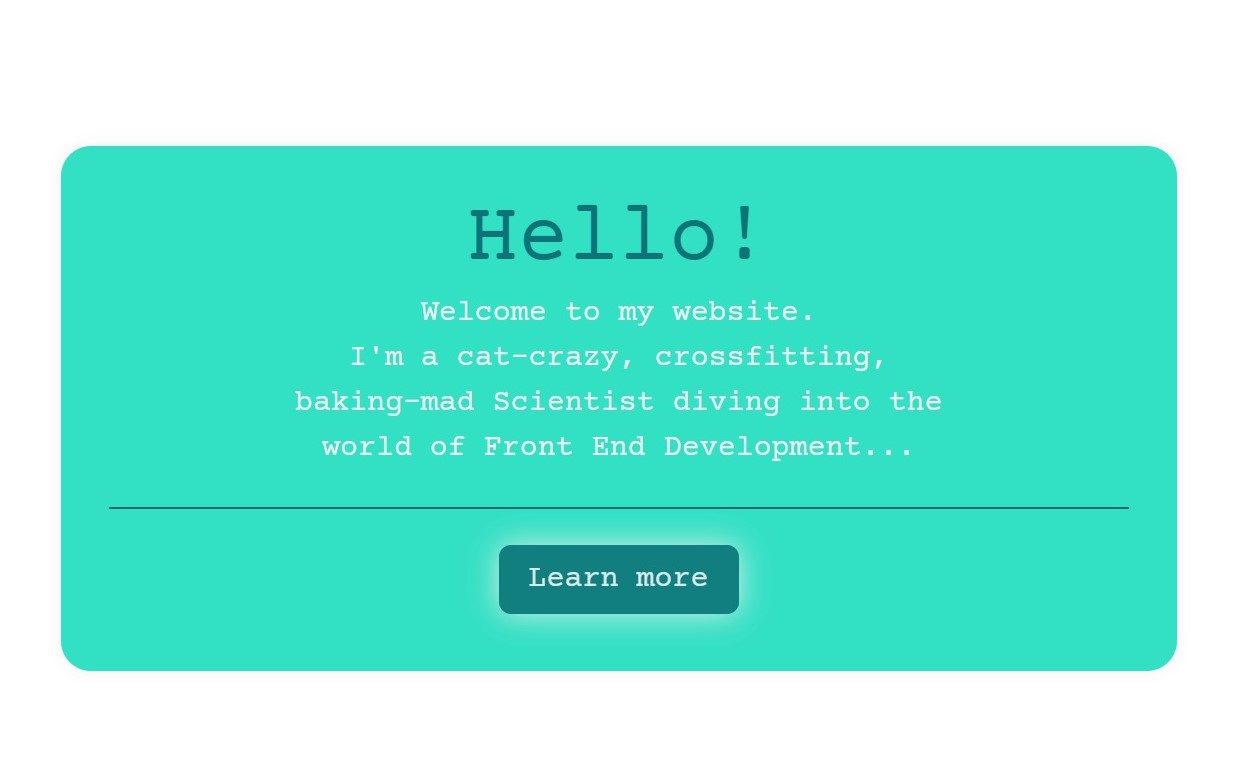 Hello!
Welcome to my website.
I'm a cat-crazy, crossfitting,
baking-mad Scientist diving into the
world of Front End Development...
Learn more